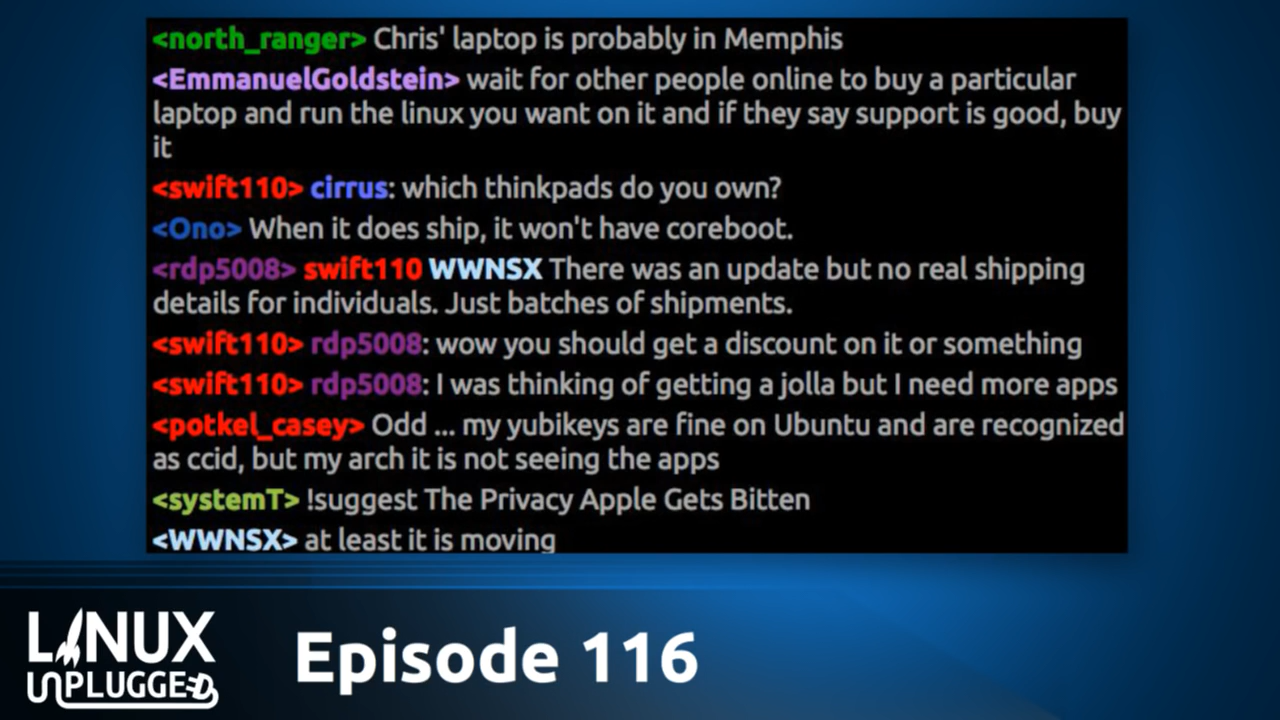 <north_ranger> Chris' laptop is probably in Memphis
<EmmanuelGoldstein> wait for other people online to buy a particular
laptop and run the linux you want on it and if they say support is good, buy
it
<swift110> cirrus: which thinkpads do you own?
<Ono> When it does ship, it won't have coreboot.
<rdp5008> swift110 WWNSX There was an update but no real shipping
details for individuals. Just batches of shipments.
<swift110> rdp5008: wow you should get a discount on it or something
<swift110> rdp5008: I was thinking of getting a jolla but I need more apps
<potkel_casey> Odd ... my yubikeys are fine on Ubuntu and are recognized
as ccid, but my arch it is not seeing the apps
<systemT> !suggest The Privacy Apple Gets Bitten
<WWNSX> at least it is moving
LINUX
UNPLUGGED
Episode 116